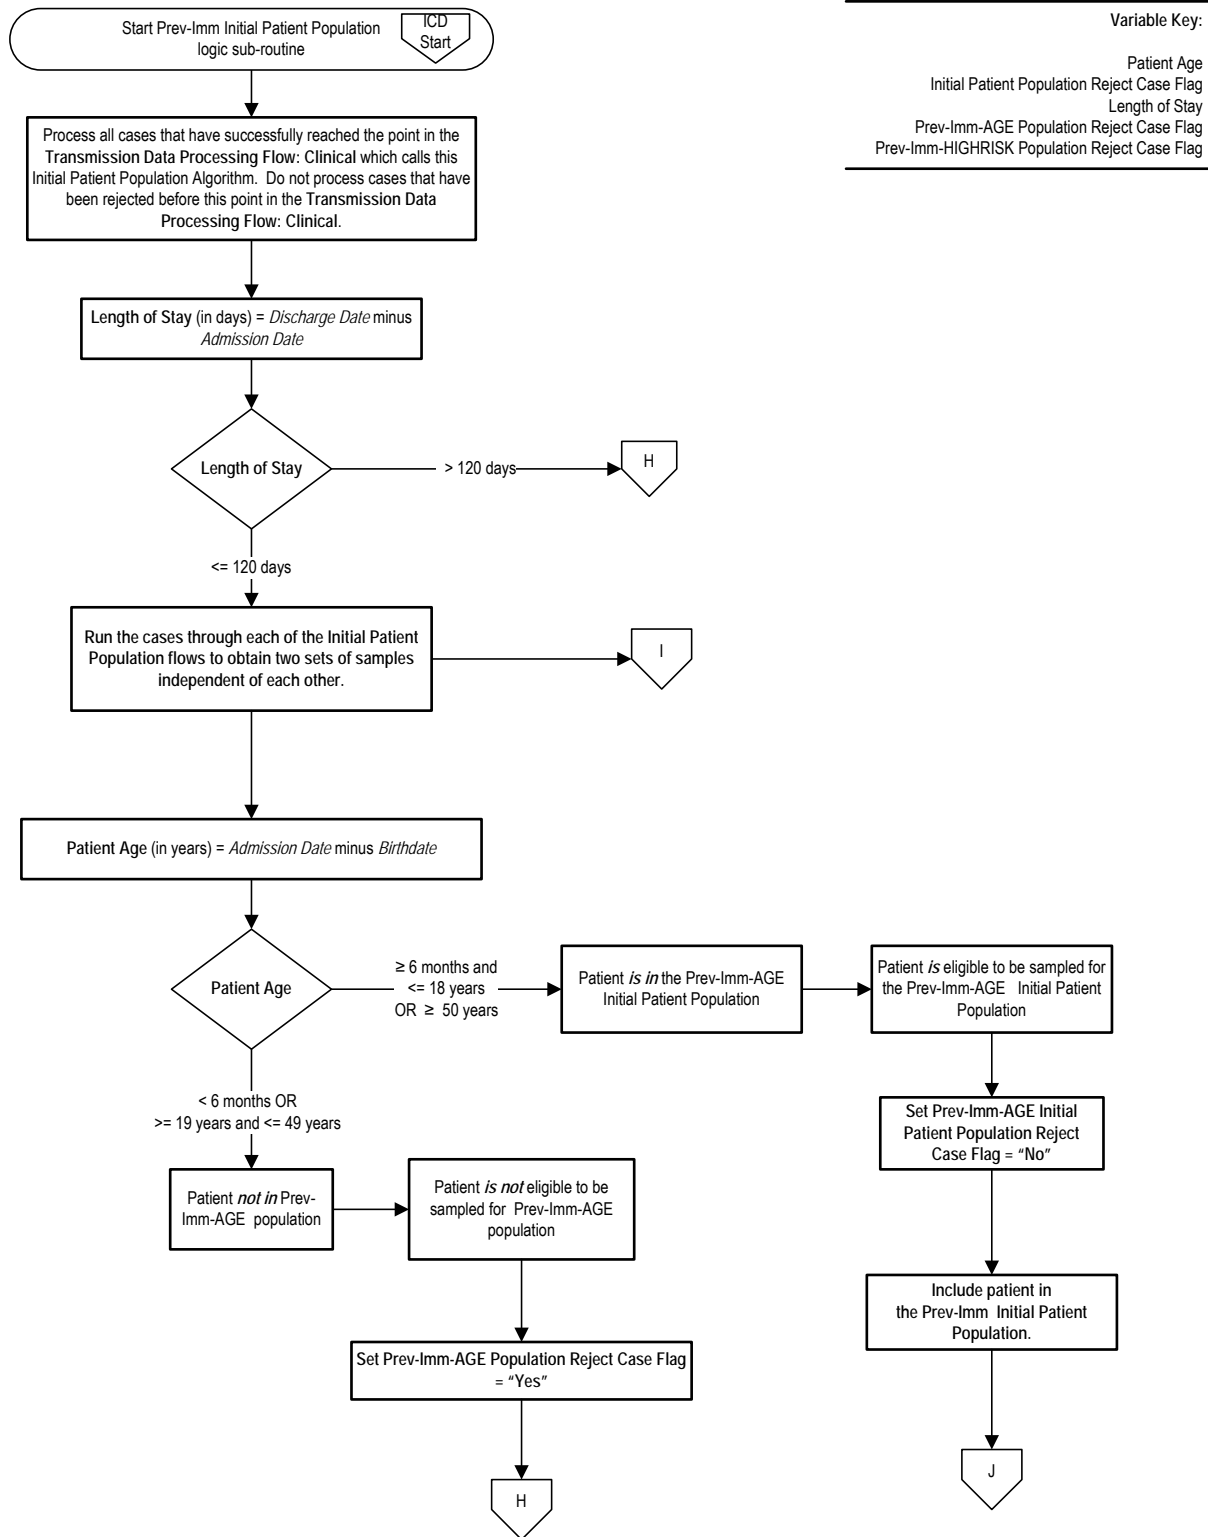 Start Prev-Imm Initial Patient Population
logic sub-routine
ICD
Start
Variable Key:
Patient Age
Initial Patient Population Reject Case Flag
Length of Stay
Prev-Imm-AGE Population Reject Case Flag
Prev-Imm-HIGHRISK Population Reject Case Flag
Process all cases that have successfully reached the point in the
Transmission Data Processing Flow: Clinical which calls this
Initial Patient Population Algorithm. Do not process cases that have
been rejected before this point in the Transmission Data
Processing Flow: Clinical.
Length of Stay (in days) = Discharge Date minus
Admission Date
Length of Stay
> 120 days
H
<= 120 days
Run the cases through each of the Initial Patient
Population flows to obtain two sets of samples
independent of each other.
I
Patient Age (in years) = Admission Date minus Birthdate
Patient Age
≥ 6 months and
<= 18 years
OR ≥ 50 years
Patient is in the Prev-Imm-AGE
Initial Patient Population
Patient is eligible to be sampled for
the Prev-Imm-AGE Initial Patient
Population
< 6 months OR
>= 19 years and <= 49 years
Set Prev-Imm-AGE Initial
Patient Population Reject
Case Flag = “No”
Patient not in Prev-
Imm-AGE population
Patient is not eligible to be
sampled for Prev-Imm-AGE
population
Include patient in
the Prev-Imm Initial Patient
Population.
Set Prev-Imm-AGE Population Reject Case Flag
= “Yes”
J
H